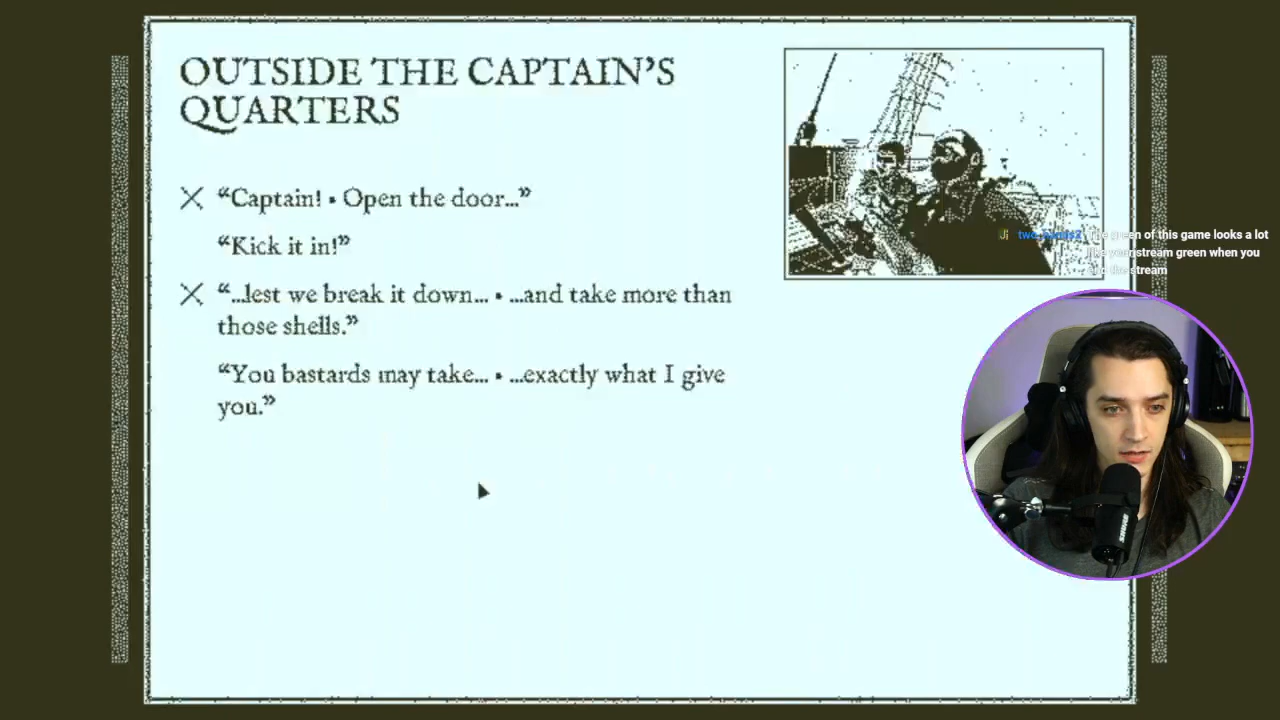 OUTSIDE THE CAPTAIN'S
QUARTERS
"Captain! • Open the door..."
"Kick it in!"
"...lest we break it down... • ...and take more than
those shells."
"You bastards may take... • ...exactly what I give
you."
of this game looks a lot
stream green when you
stream
SHURE